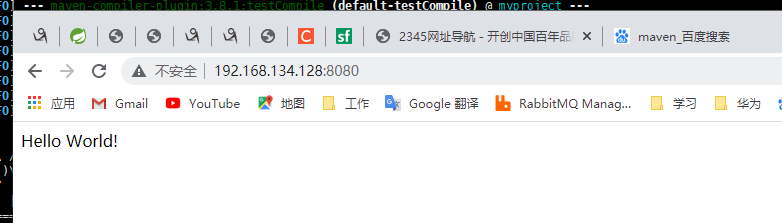 --- maven-compiler-plugin:3.8.1:testCompile (default-testCompile) @ myproject ---
2345网址导航 - 开创中国百年品
maven_百度搜索
不安全 192.168.134.128:8080
应用 Gmail YouTube 地图 工作 Google 翻译 RabbitMQ Manag... 学习 华为
Hello World!